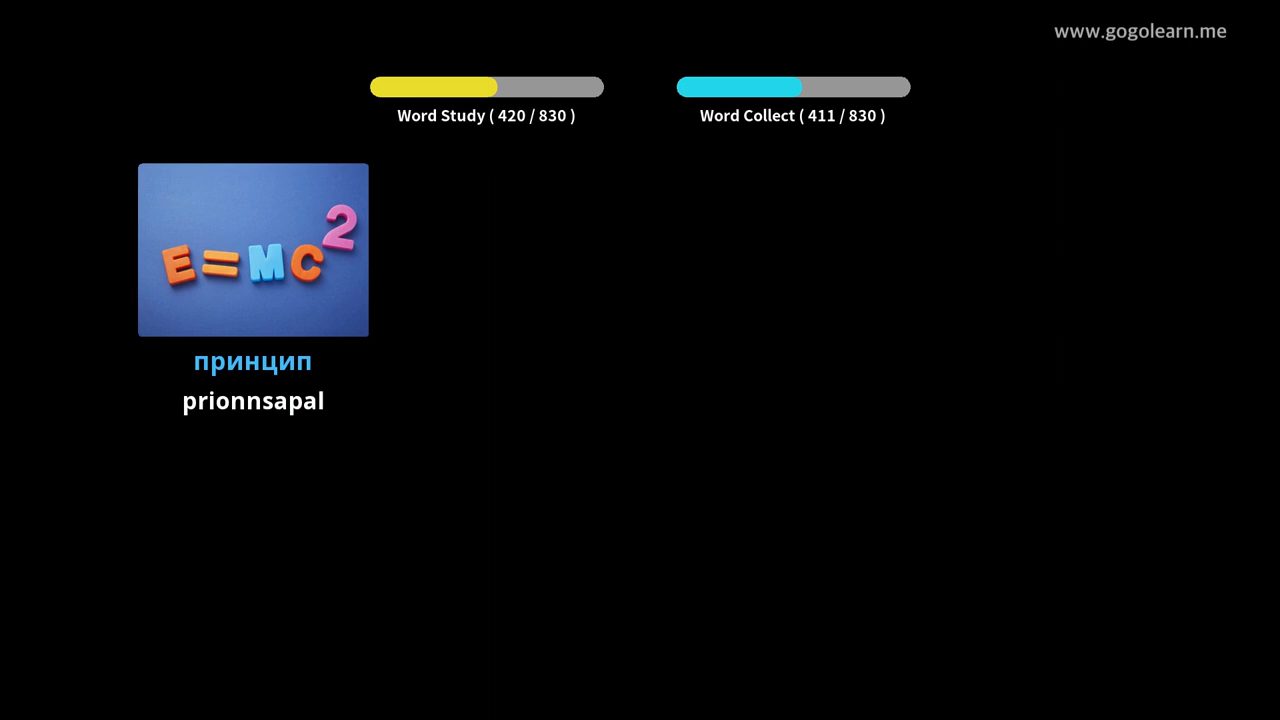 www.gogolearn.me
Word Study ( 420 / 830 )
Word Collect ( 411 / 830 )
E=MC²
принцип
prionnsapal